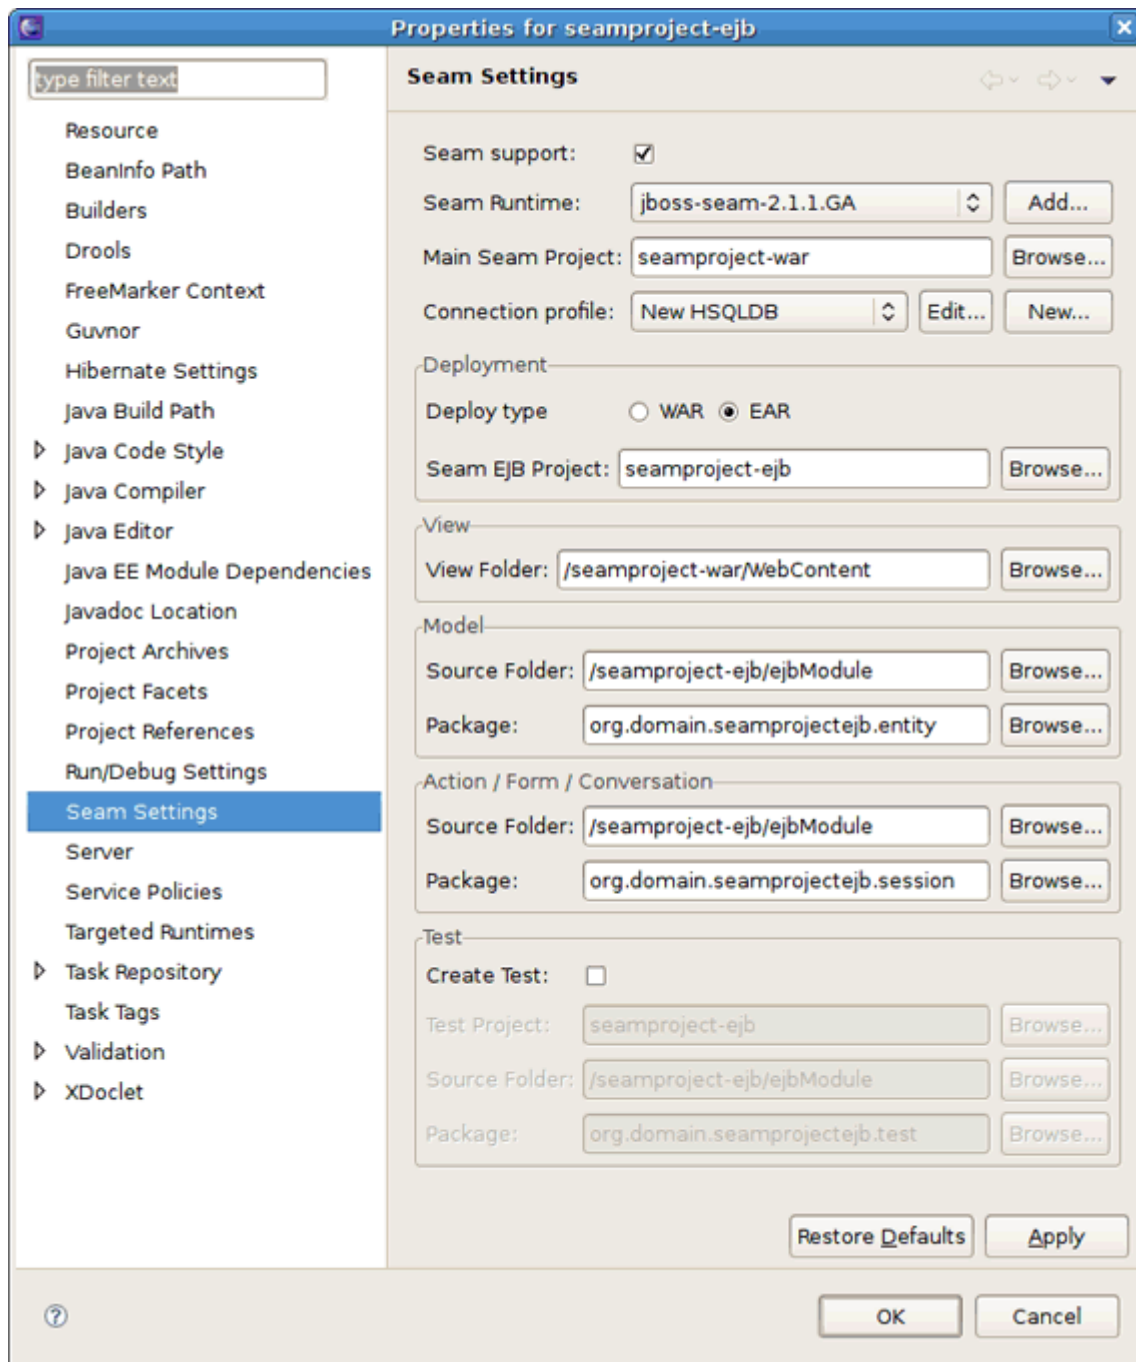 Properties for seamproject-ejb
type filter text
Resource
BeanInfo Path
Builders
Drools
FreeMarker Context
Guvnor
Hibernate Settings
Java Build Path
Java Code Style
Java Compiler
Java Editor
Java EE Module Dependencies
Javadoc Location
Project Archives
Project Facets
Project References
Run/Debug Settings
Seam Settings
Server
Service Policies
Targeted Runtimes
Task Repository
Task Tags
Validation
XDoclet
Seam Settings
Seam support:
Seam Runtime: jboss-seam-2.1.1.GA Add...
Main Seam Project: seamproject-war Browse...
Connection profile: New HSQLDB Edit... New...
Deployment
Deploy type WAR EAR
Seam EJB Project: seamproject-ejb Browse...
View
View Folder: /seamproject-war/WebContent Browse...
Model
Source Folder: /seamproject-ejb/ejbModule Browse...
Package: org.domain.seamprojectejb.entity Browse...
Action / Form / Conversation
Source Folder: /seamproject-ejb/ejbModule Browse...
Package: org.domain.seamprojectejb.session Browse...
Test
Create Test:
Test Project: seamproject-ejb Browse...
Source Folder: /seamproject-ejb/ejbModule Browse...
Package: org.domain.seamprojectejb.test Browse...
Restore Defaults Apply
? OK Cancel